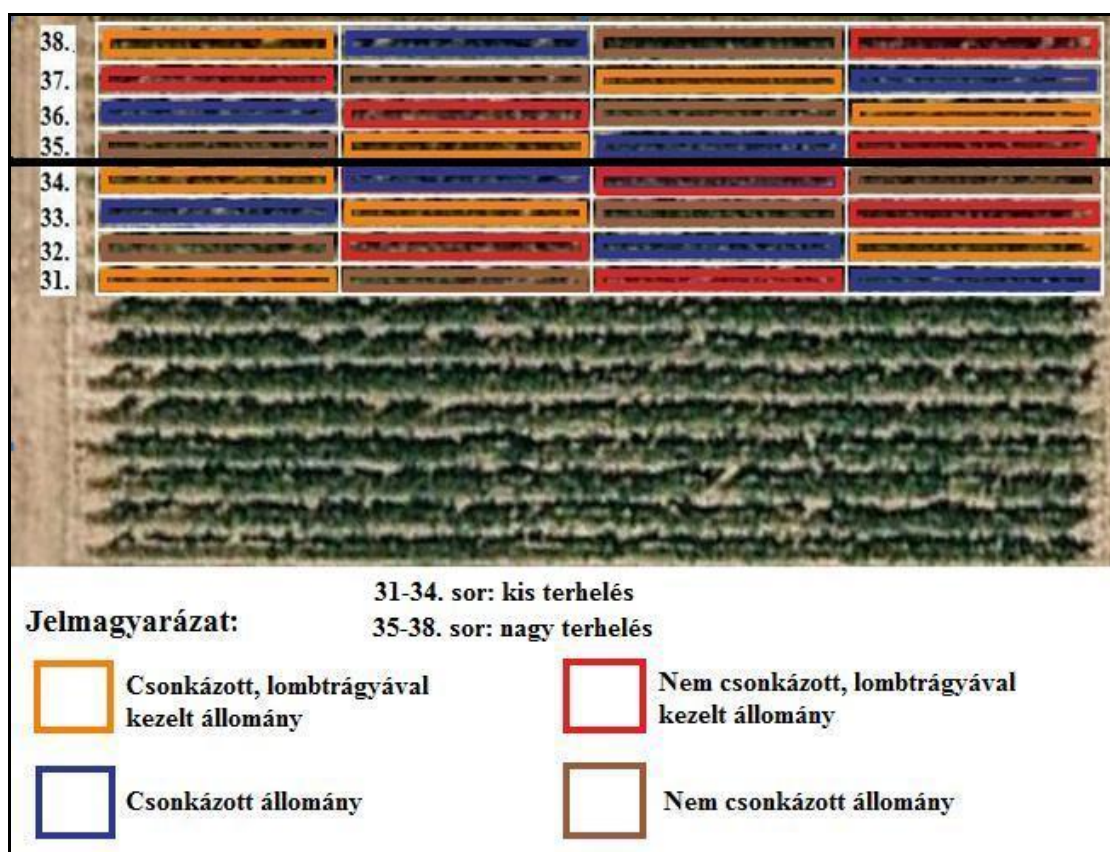 38.
37.
36.
35.
34.
33.
32.
31.
31-34. sor: kis terhelés
Jelmagyarázat:
35-38. sor: nagy terhelés
Csonkázott, lombtrágyával
kezelt állomány
Nem csonkázott, lombtrágyával
kezelt állomány
Csonkázott állomány
Nem csonkázott állomány